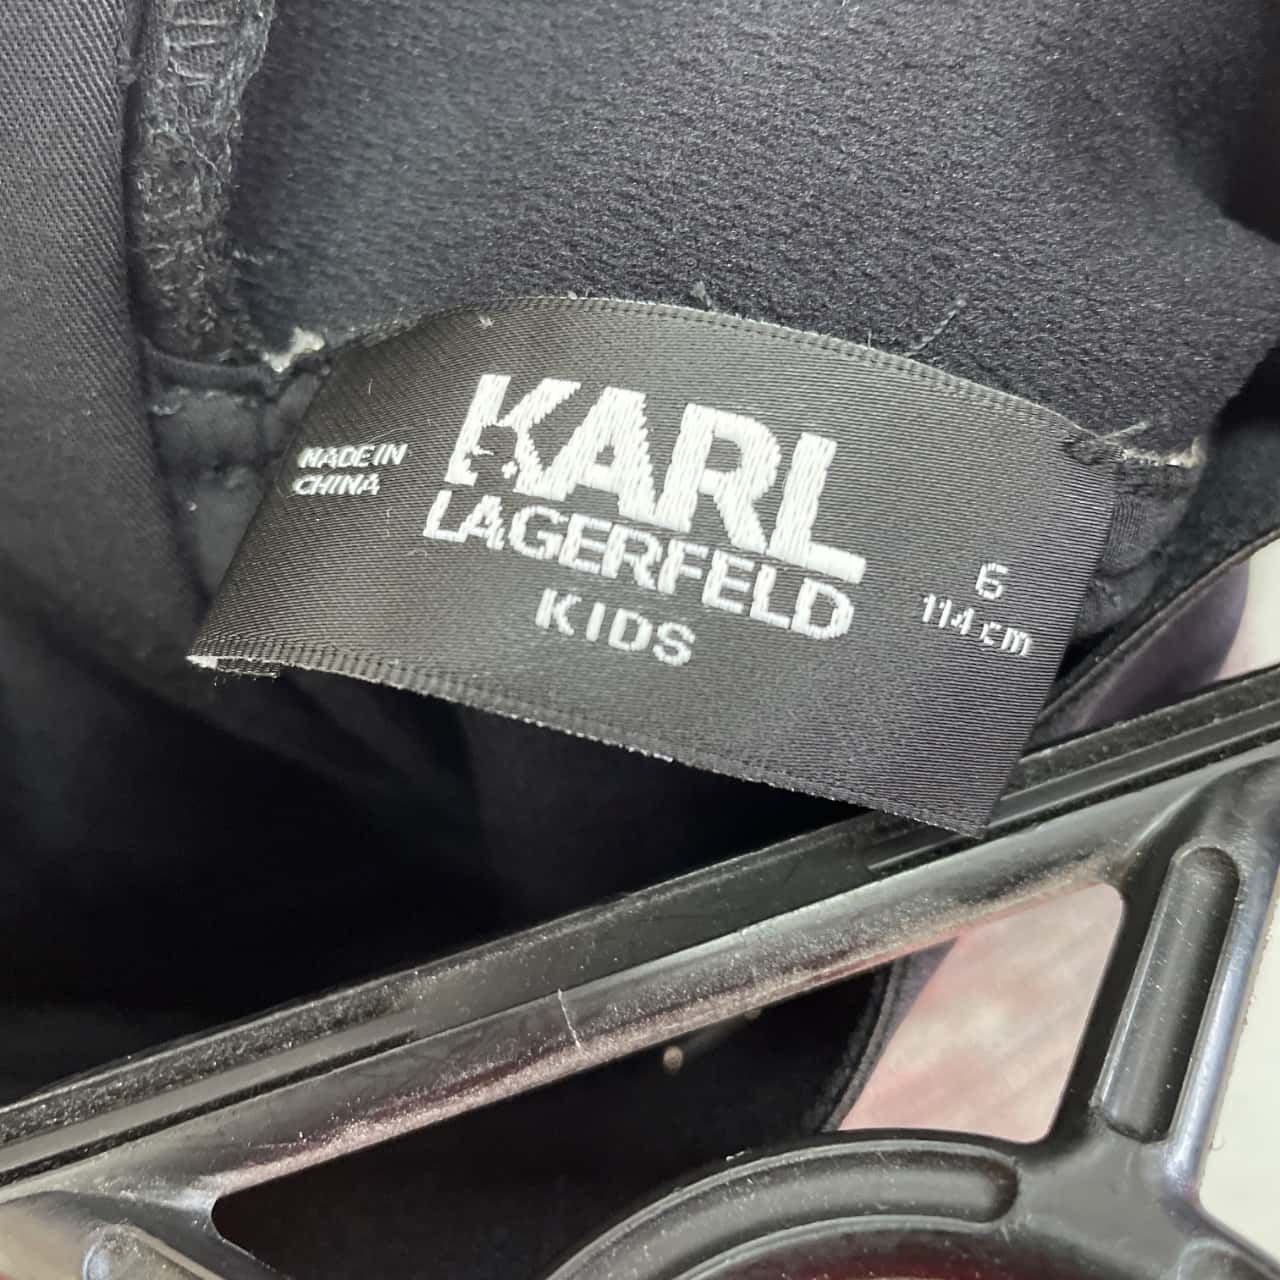 MADE IN
CHINA
KARL
LAGERFELD
KIDS
6
114 cm